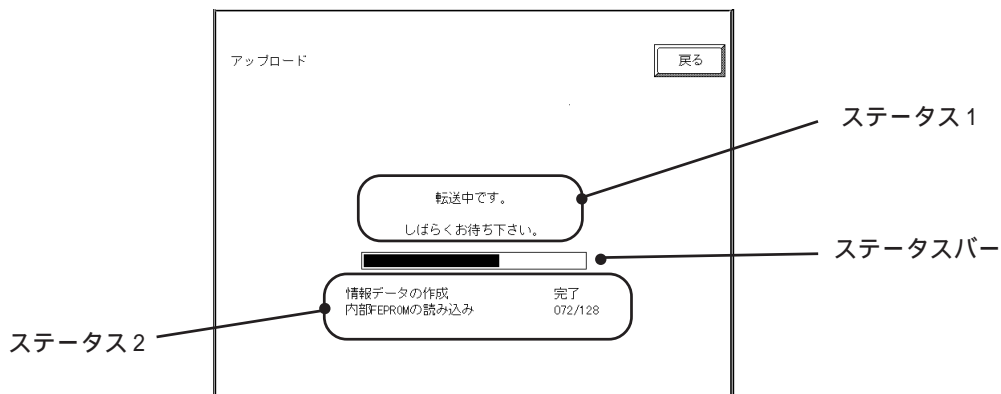 アップロード
戻る
ステータス1
転送中です。
しばらくお待ち下さい。
ステータスバー
情報データの作成 完了
内部FEPROMの読み込み 072/128
ステータス2